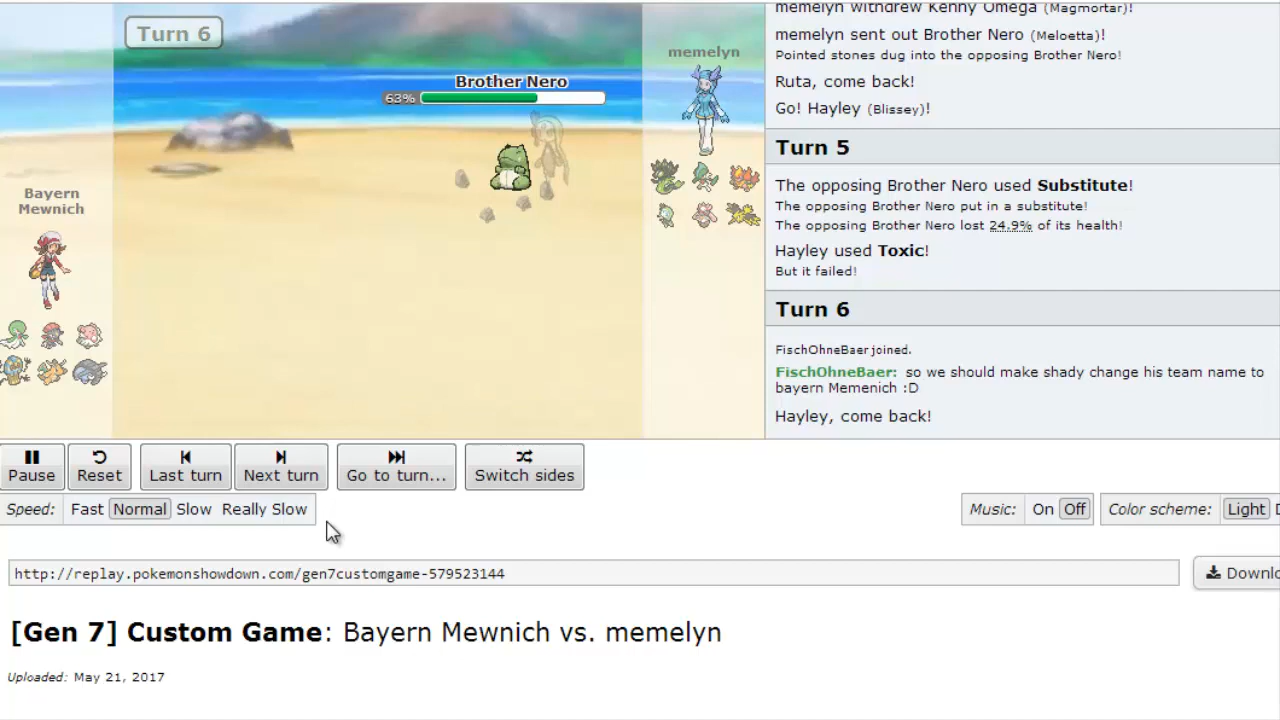 Turn 6
Brother Nero
63%
memelyn
Bayern
Mewnich
memelyn withdrew Kenny Omega (Magmortar)!
memelyn sent out Brother Nero (Meloetta)!
Pointed stones dug into the opposing Brother Nero!
Ruta, come back!
Go! Hayley (Blissey)!
Turn 5
The opposing Brother Nero used Substitute!
The opposing Brother Nero put in a substitute!
The opposing Brother Nero lost 24.9% of its health!
Hayley used Toxic!
But it failed!
Turn 6
FischOhneBaer joined.
FischOhneBaer: so we should make shady change his team name to
bayern Memenich :D
Hayley, come back!
Pause Reset Last turn Next turn Go to turn... Switch sides
Speed: Fast Normal Slow Really Slow Music: On Off Color scheme: Light D
http://replay.pokemonshowdown.com/gen7customgame-579523144
Downlo
[Gen 7] Custom Game: Bayern Mewnich vs. memelyn
Uploaded: May 21, 2017